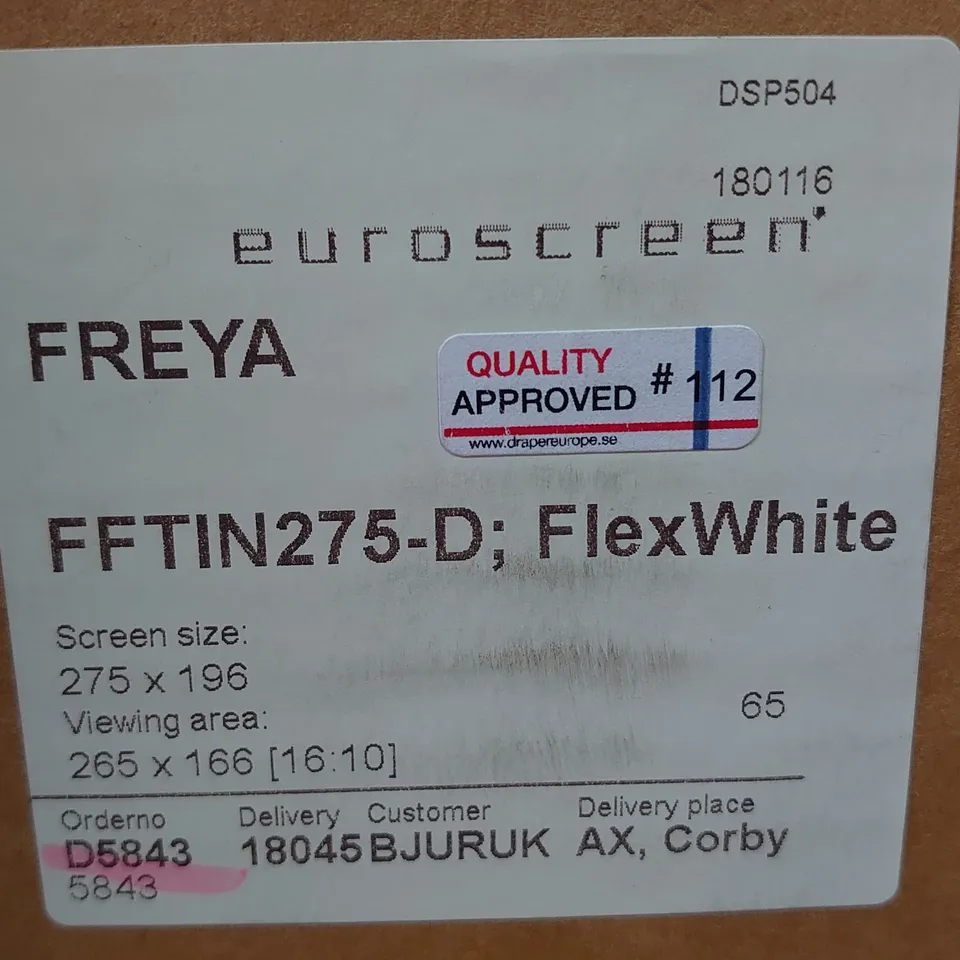 DSP504
180116
euroscreen
FREYA
QUALITY
APPROVED # 112
www.drapereurope.se
FFTIN275-D; FlexWhite
Screen size:
275 x 196
65
Viewing area:
265 x 166 [16:10]
Orderno Delivery Customer Delivery place
D5843 18045 BJURUK AX, Corby
5843